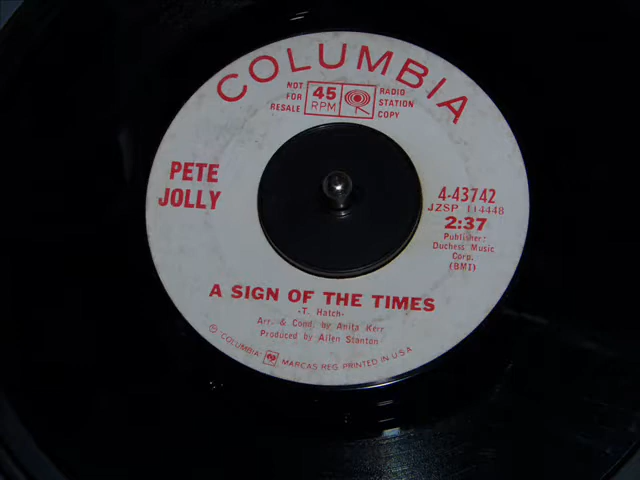 COLUMBIA
NOT
FOR
RESALE
45
RPM
RADIO
STATION
COPY
PETE
JOLLY
4-43742
JZSP 114448
2:37
Publisher:
Duchess Music
Corp.
(BMI)
A SIGN OF THE TIMES
-T. Hatch-
Arr. & Cond. by Anita Kerr
Produced by Allen Stanton
Ⓟ "COLUMBIA" MARCAS REG. PRINTED IN U.S.A.